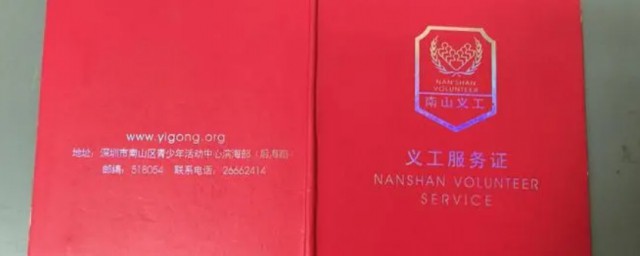 www.yigong.org
地址：深圳市南山区青少年活动中心滨海部（后海路）
邮编：518054 联系电话：26662414
NANSHAN
VOLUNTEER
南山义工
义工服务证
NANSHAN VOLUNTEER
SERVICE